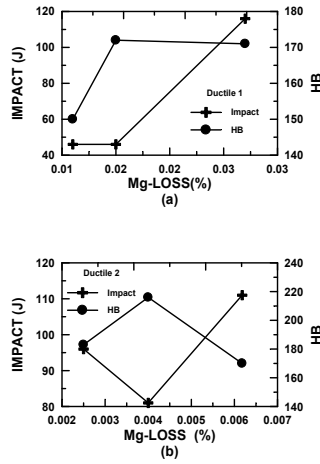 120 180
100 170
80 160
60 150
40 140
IMPACT (J)
HB
Ductile 1
Impact
HB
0.01 0.02 0.02 0.03 0.03
Mg-LOSS(%)
(a)
120 240
110 220
100 200
180
90 160
80 140
IMPACT (J)
HB
Ductile 2
Impact
HB
0.002 0.003 0.004 0.005 0.006 0.007
Mg-LOSS (%)
(b)